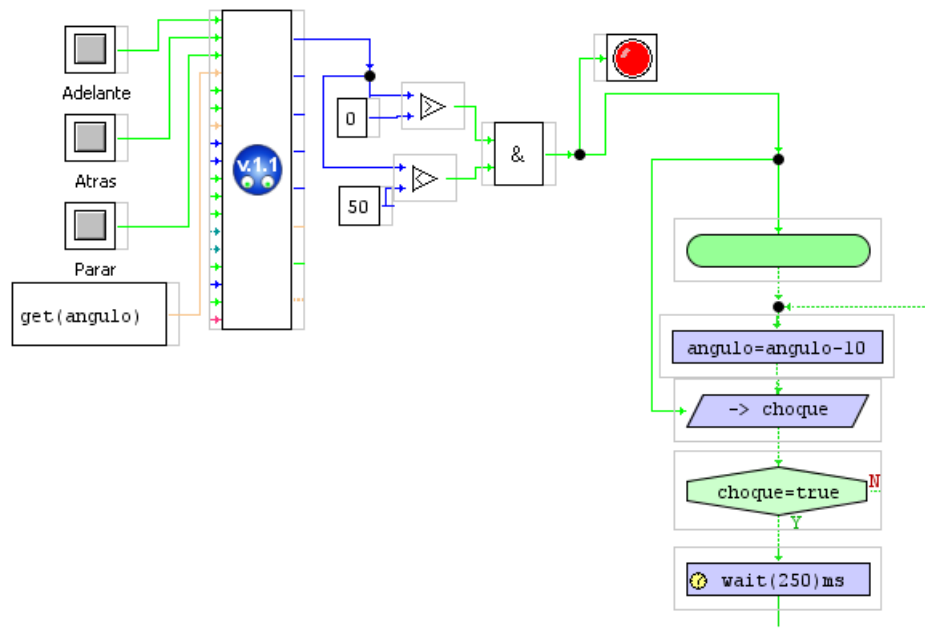 Adelante
Atras
Parar
get(angulo)
v.1.1
0
50
&
angulo=angulo-10
-> choque
choque=true
N
Y
wait(250)ms